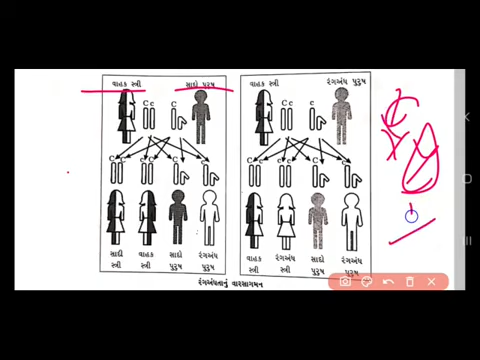 વાહક સ્ત્રી સાદો પુરુષ
C c C
C C c C C c
સાદી સ્ત્રી
વાહક સ્ત્રી
સાદો પુરુષ
રંગઅંધ પુરુષ
વાહક સ્ત્રી રંગઅંધ પુરુષ
C c c
C c c c C c
વાહક સ્ત્રી
રંગઅંધ સ્ત્રી
સાદો પુરુષ
રંગઅંધ પુરુષ
રંગઅંધતાનું વારસાગમન